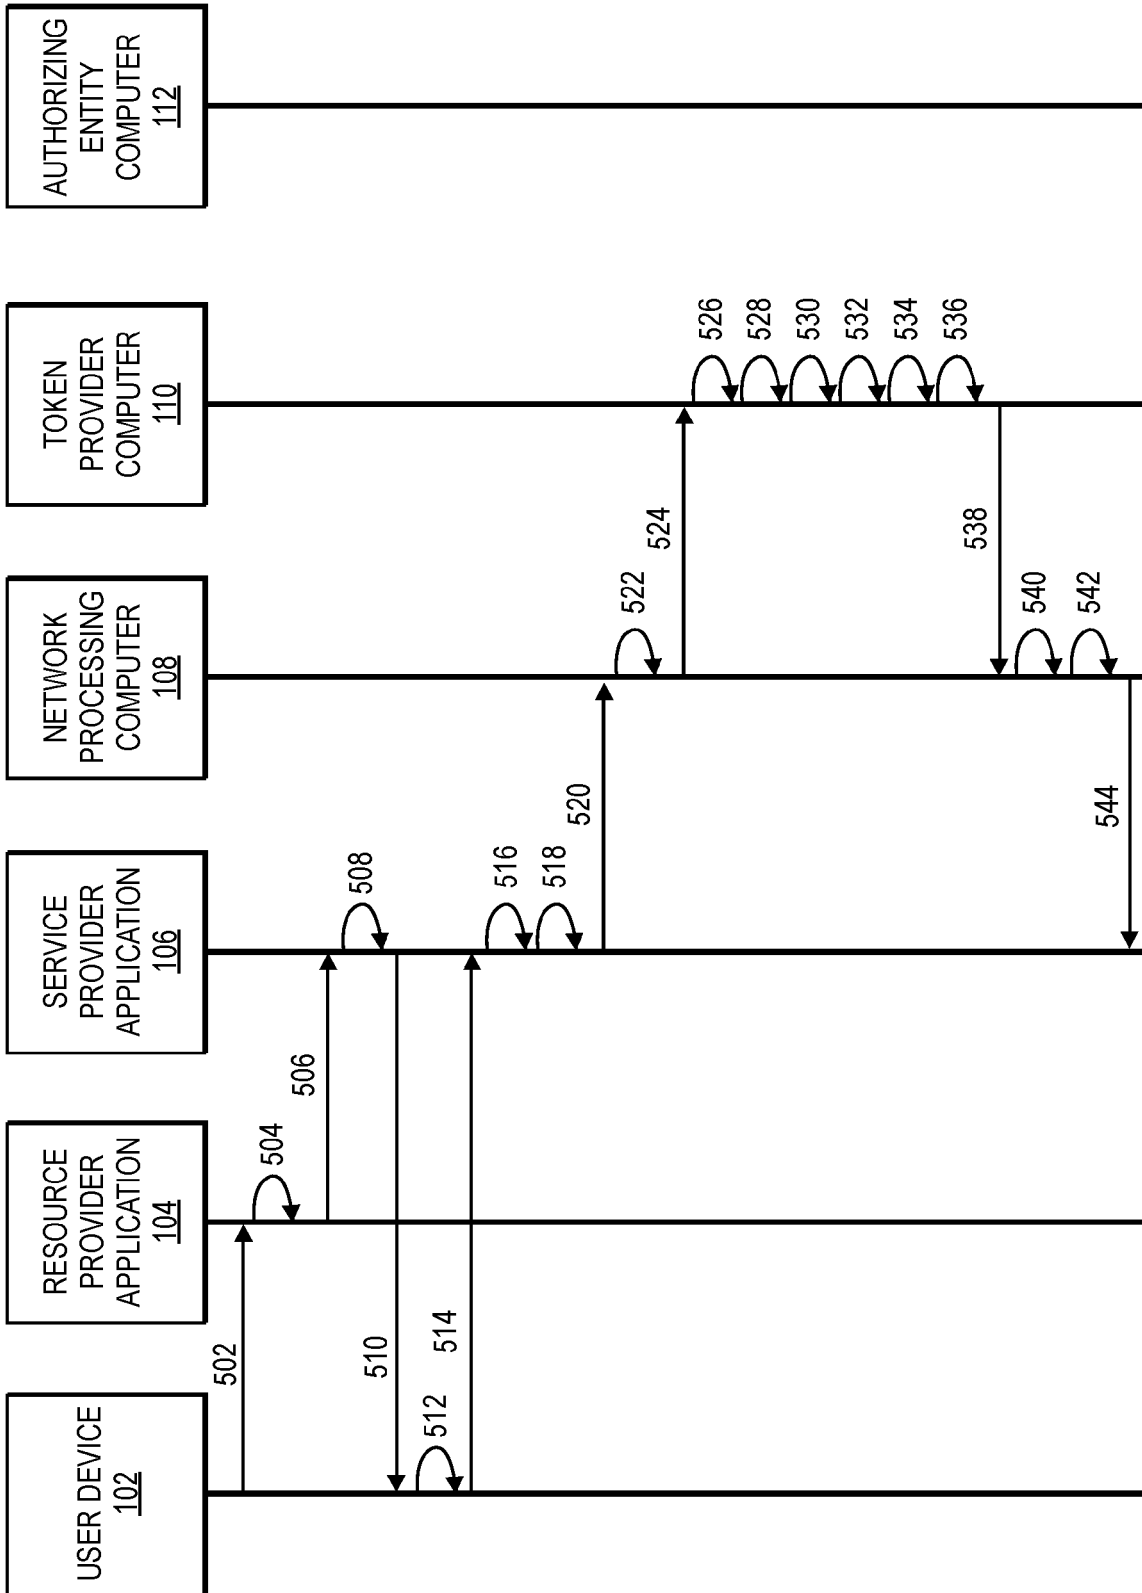 USER DEVICE
102
RESOURCE
PROVIDER
APPLICATION
104
SERVICE
PROVIDER
APPLICATION
106
NETWORK
PROCESSING
COMPUTER
108
TOKEN
PROVIDER
COMPUTER
110
AUTHORIZING
ENTITY
COMPUTER
112
502
504
506
508
510
512
514
516
518
520
522
524
526
528
530
532
534
536
538
540
542
544